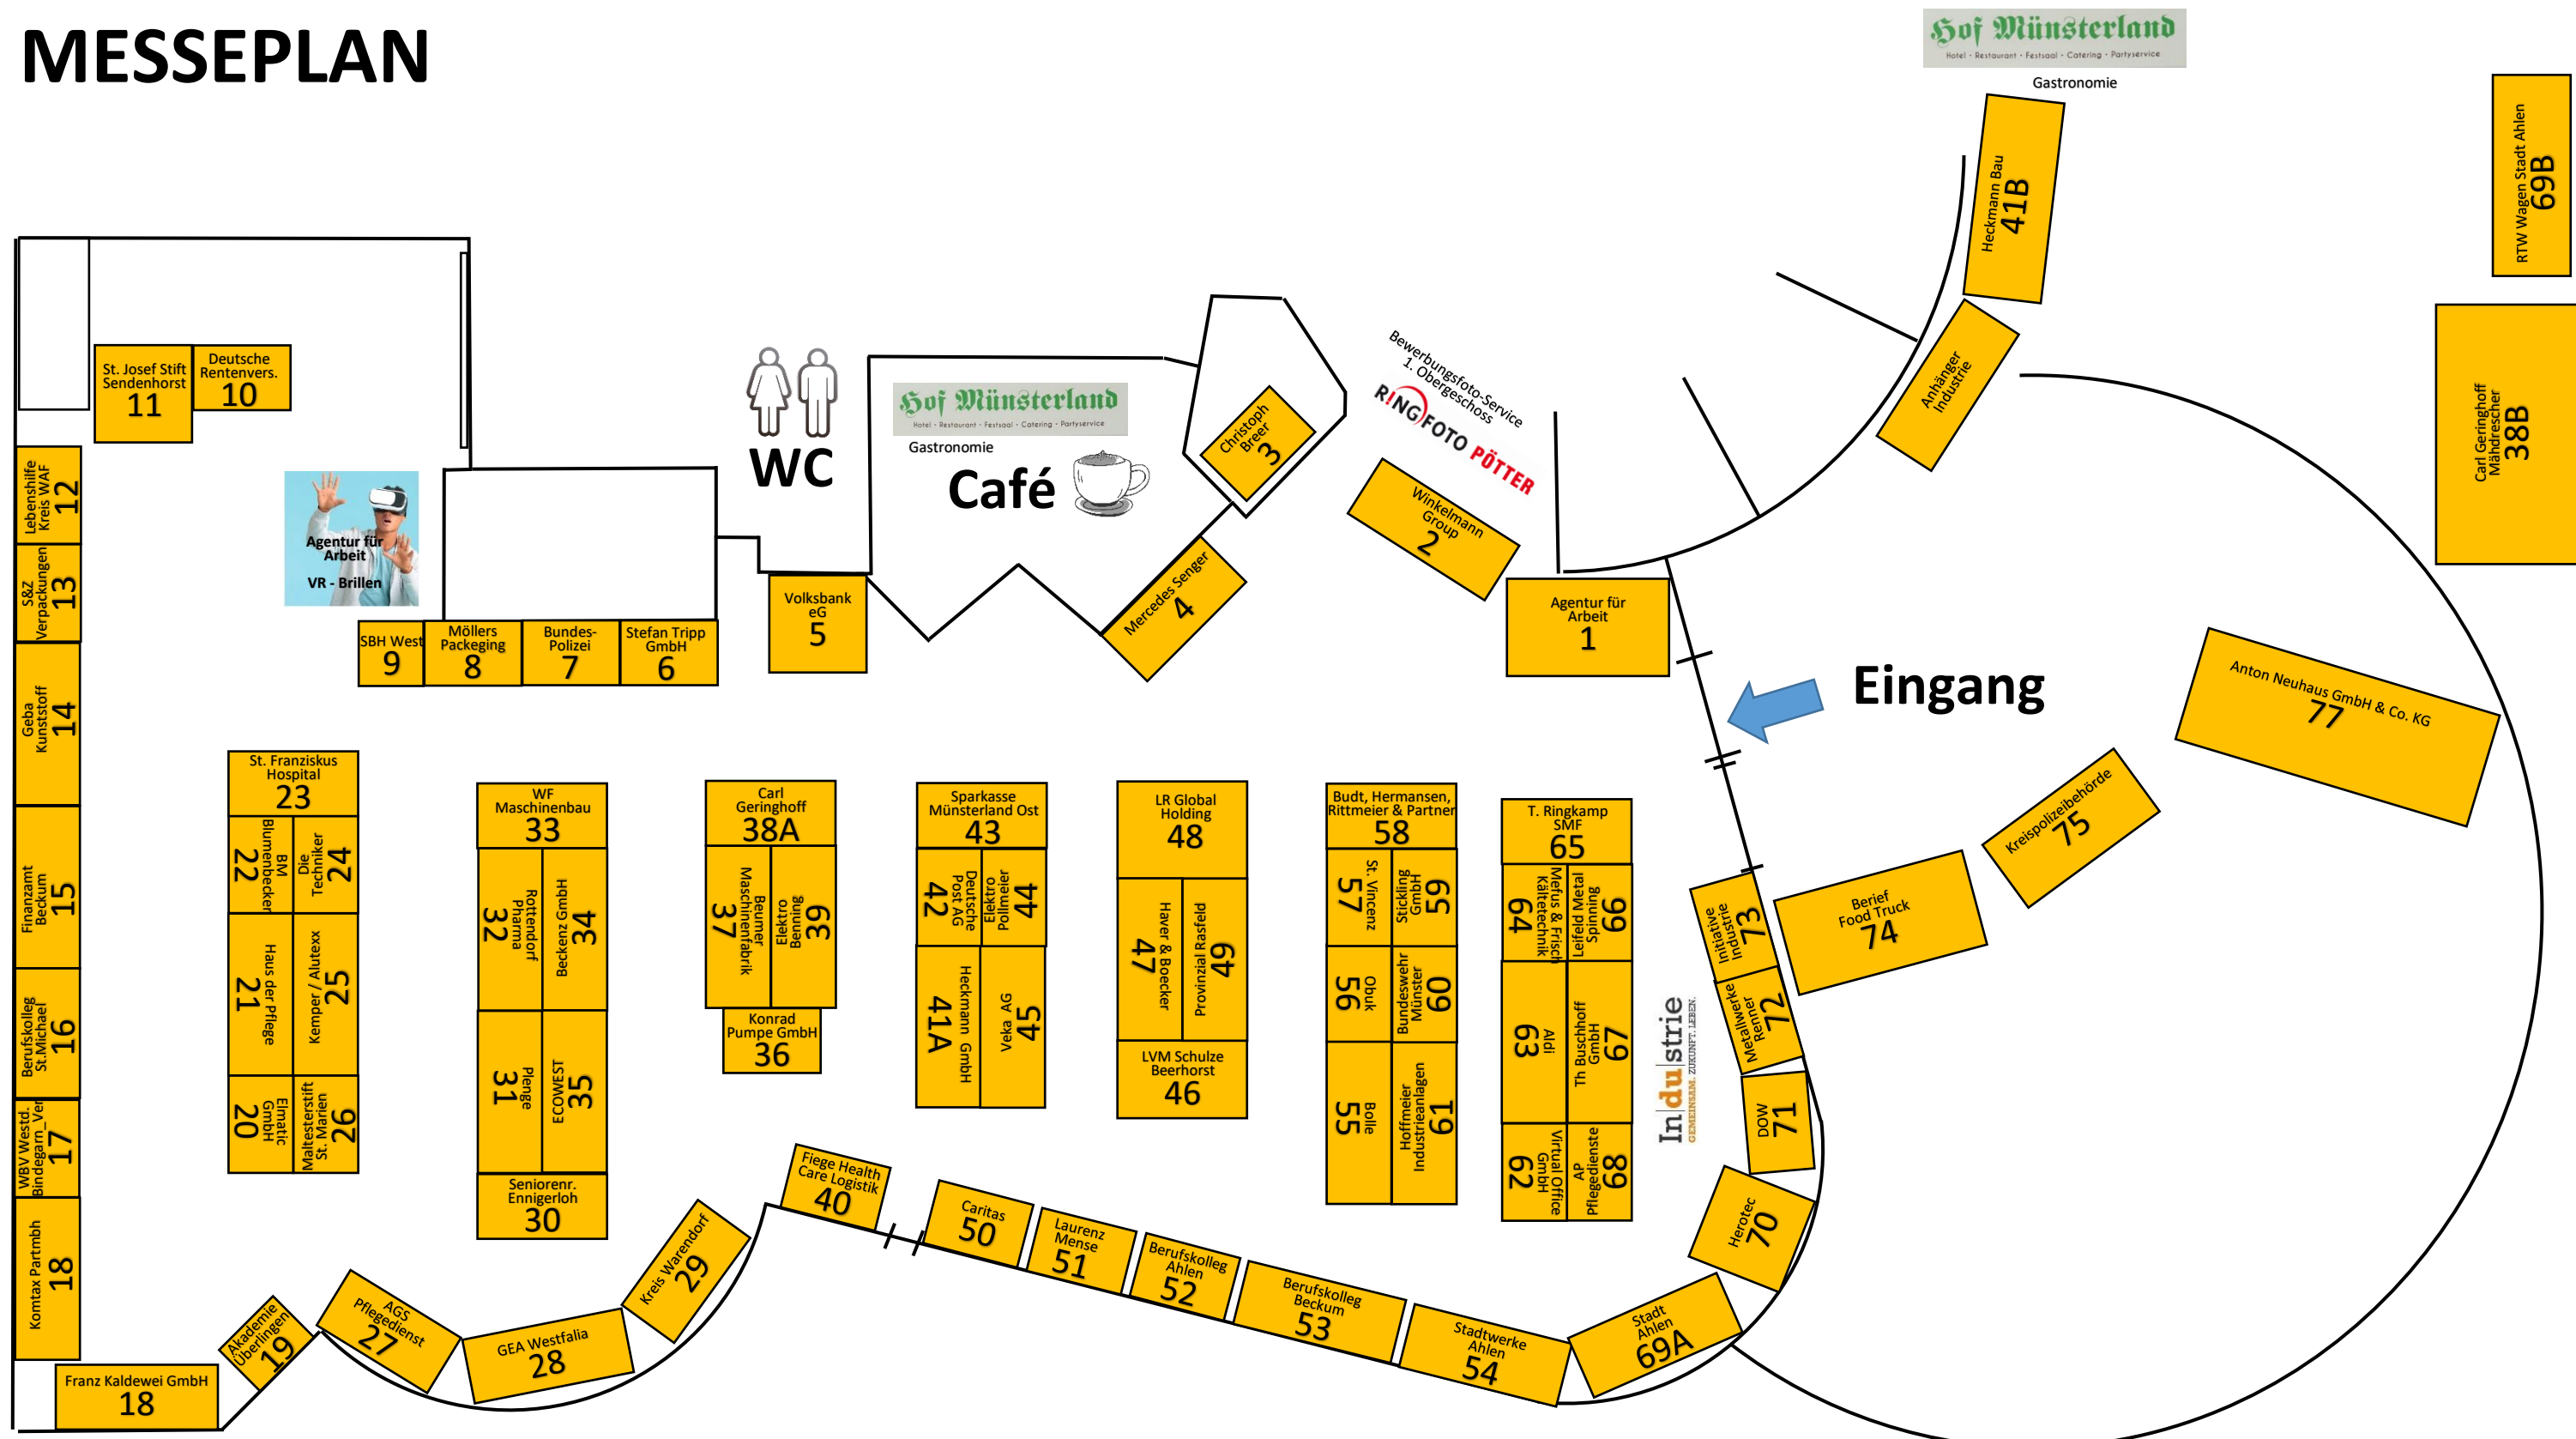 MESSEPLAN
Hof Münsterland
Hotel · Restaurant · Festsaal · Catering · Partyservice
Gastronomie
Heckmann Bau
41B
RTW Wagen Stadt Ahlen
69B
Anhänger
Industrie
Carl Geringhoff
Mähdrescher
38B
St. Josef Stift
Sendenhorst
11
Deutsche
Rentenvers.
10
WC
Hof Münsterland
Hotel · Restaurant · Festsaal · Catering · Partyservice
Gastronomie
Café
Christoph
Breer
3
Bewerbungsfoto-Service
1. Obergeschoss
RINGFOTO PÖTTER
Winkelmann
Group
2
Mercedes Senger
4
Agentur für
Arbeit
1
Eingang
Agentur für
Arbeit
VR - Brillen
Lebenshilfe
Kreis WAF
12
S&Z
Verpackungen
13
Geba
Kunststoff
14
Finanzamt
Beckum
15
Berufskolleg
St.Michael
16
WBV Westd.
Bindegarn_Ver
17
Komtax Partmbh
18
Franz Kaldewei GmbH
18
Akademie
Überlingen
19
SBH West
9
Möllers
Packeging
8
Bundes-
Polizei
7
Stefan Tripp
GmbH
6
Volksbank
eG
5
St. Franziskus
Hospital
23
BM
Blumenbecker
22
Die
Techniker
24
Haus der Pflege
21
Kemper / Alutexx
25
Elmatic
GmbH
20
Maltesterstift
St. Marien
26
WF
Maschinenbau
33
Rottendorf
Pharma
32
Beckenz GmbH
34
Plenge
31
ECOWEST
35
Seniorenr.
Ennigerloh
30
Carl
Geringhoff
38A
Beumer
Maschinenfabrik
37
Elektro
Benning
39
Konrad
Pumpe GmbH
36
Sparkasse
Münsterland Ost
43
Deutsche
Post AG
42
Elektro
Pollmeier
44
Heckmann GmbH
41A
Veka AG
45
LR Global
Holding
48
Haver & Boecker
47
Provinzial Rasfeld
49
LVM Schulze
Beerhorst
46
Budt, Hermansen,
Rittmeier & Partner
58
St. Vincenz
57
Stickling
GmbH
59
Obuk
56
Bundeswehr
Münster
60
Bolle
55
Hoffmeier
Industrieanlagen
61
T. Ringkamp
SMF
65
Mefus & Frisch
Kältetechnik
64
Leifeld Metal
Spinning
66
Aldi
63
Th Buschhoff
GmbH
67
Virtual Office
GmbH
62
AP
Pflegedienste
68
In|du|strie
GEMEINSAM. ZUKUNFT. LEBEN.
Initiative
Industrie
73
Metallwerke
Renner
72
DOW
71
Herotec
70
Stadt
Ahlen
69A
Berief
Food Truck
74
Kreispolizeibehörde
75
Anton Neuhaus GmbH & Co. KG
77
AGS
Pflegedienst
27
GEA Westfalia
28
Kreis Warendorf
29
Fiege Health
Care Logistik
40
Caritas
50
Laurenz
Mense
51
Berufskolleg
Ahlen
52
Berufskolleg
Beckum
53
Stadtwerke
Ahlen
54